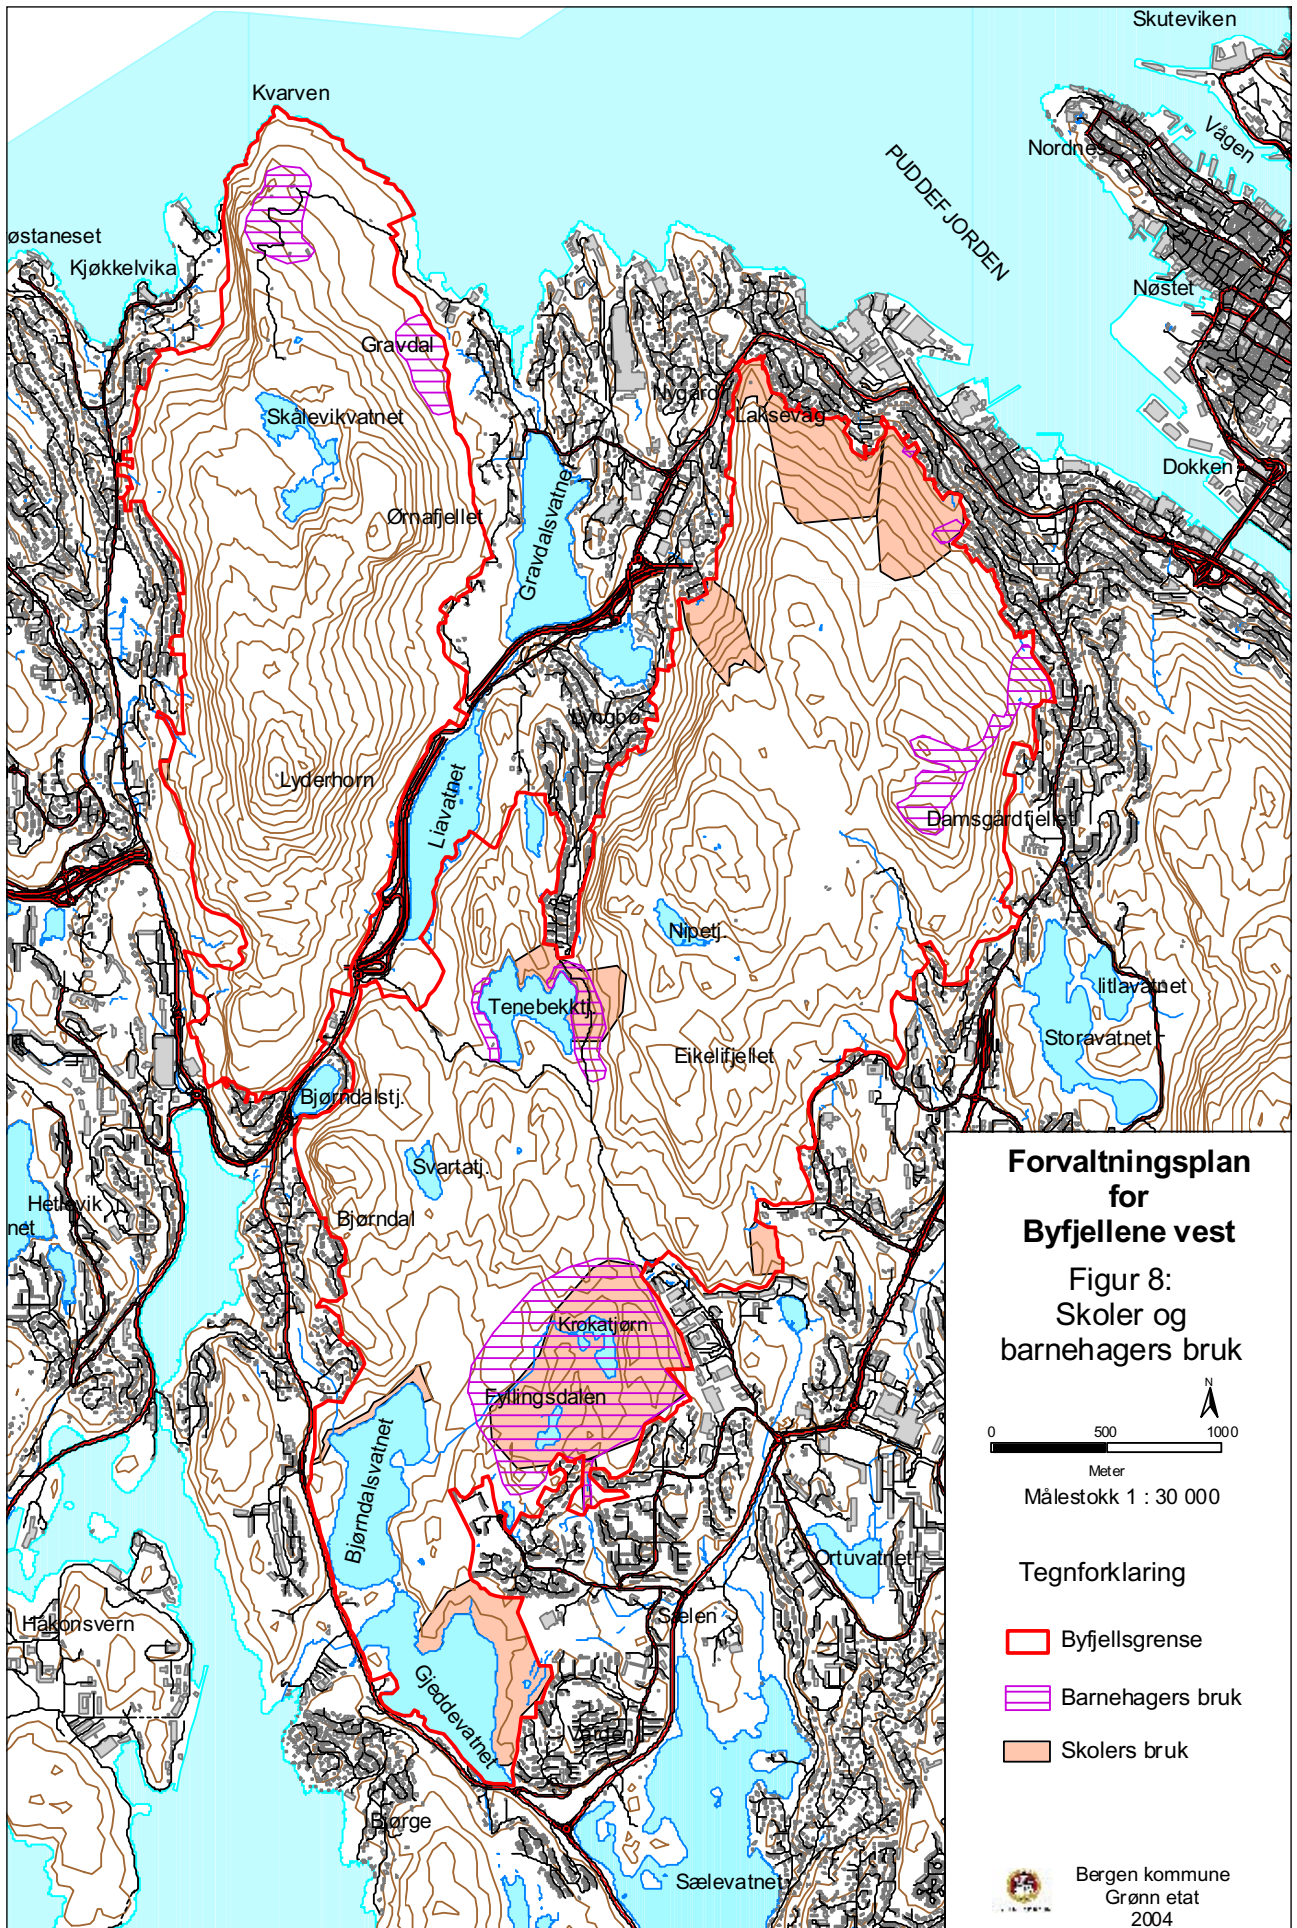 Skuteviken
Kvarven
Vågen
Nordnes
PUDDEFJORDEN
østaneset
Kjøkkelvika
Nøstet
Gravdal
Laksevåg
Skålevikvatnet
Dokken
Gravdalsvatnet
Ørnafjellet
Lyngbø
Lyderhorn
Liavatnet
Damsgårdfjellet
Nipetj.
Tenebekktj.
litlavatnet
Storavatnet
Eikelifjellet
Bjørndalstj.
Svartatj.
Hetlevik
net
Bjørndal
Krokatjørn
Fyllingsdalen
Bjørndalsvatnet
Ortuvatnet
Håkonsvern
Sælen
Gjeddevatnet
Bjørge
Sælevatnet
Forvaltningsplan
for
Byfjellene vest
Figur 8:
Skoler og
barnehagers bruk
N
0 500 1000
Meter
Målestokk 1 : 30 000
Tegnforklaring
Byfjellsgrense
Barnehagers bruk
Skolers bruk
Bergen kommune
Grønn etat
2004